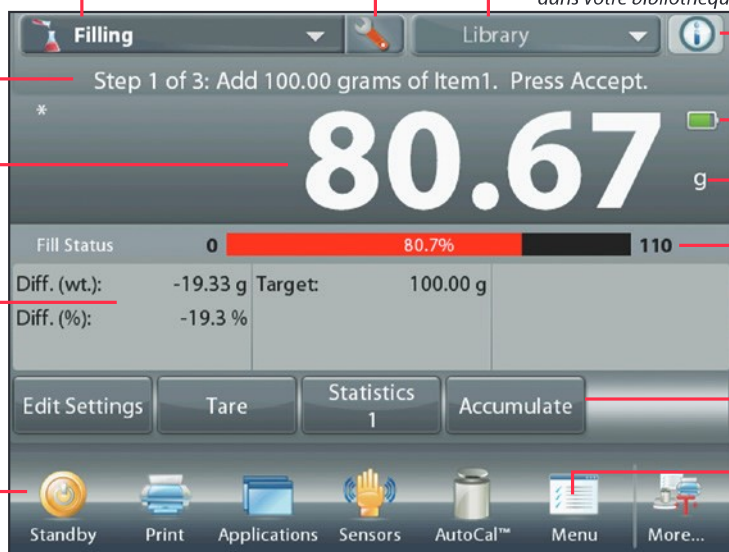 dans votre bibliothèqu
Filling Library
Step 1 of 3: Add 100.00 grams of Item1. Press Accept.
*
80.67
g
Fill Status 0 80.7% 110
Diff. (wt.): -19.33 g Target: 100.00 g
Diff. (%): -19.3 %
Edit Settings Tare Statistics Accumulate
1
Standby Print Applications Sensors AutoCal™ Menu More...